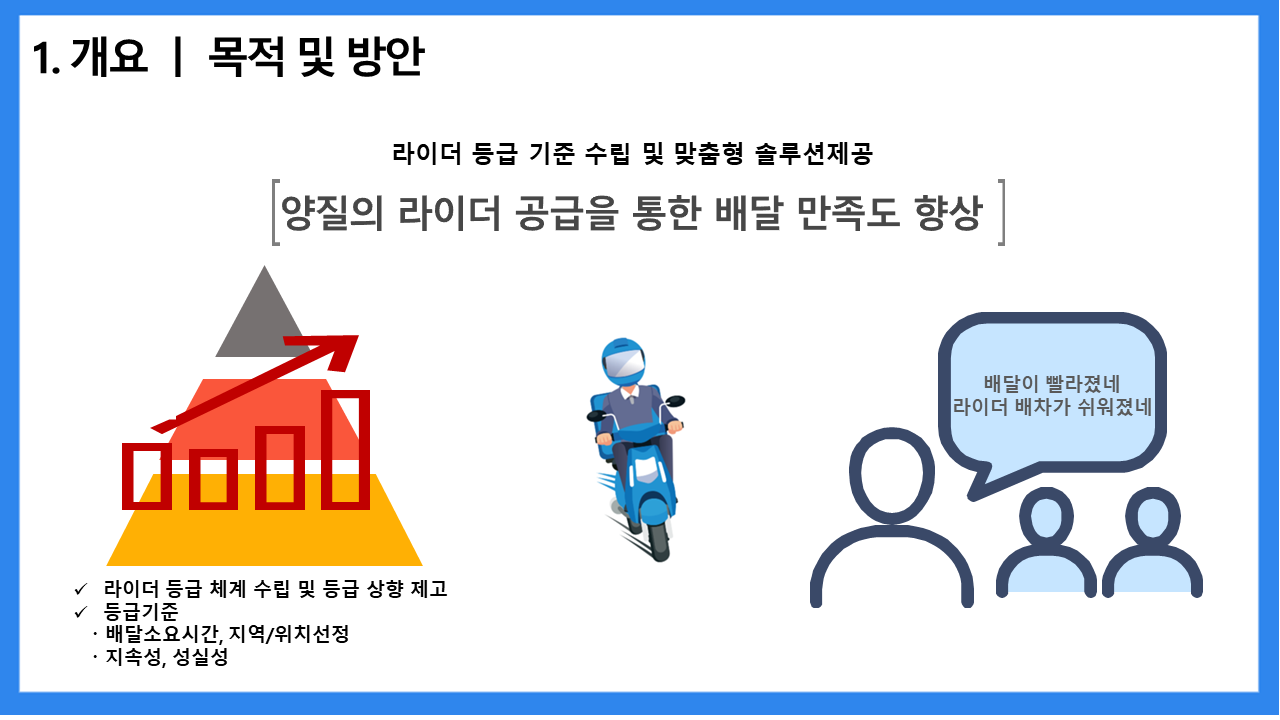 1. 개요 ㅣ 목적 및 방안
라이더 등급 기준 수립 및 맞춤형 솔루션제공
[양질의 라이더 공급을 통한 배달 만족도 향상 ]
배달이 빨라졌네
라이더 배차가 쉬워졌네
✓ 라이더 등급 체계 수립 및 등급 상향 제고
✓ 등급기준
· 배달소요시간, 지역/위치선정
· 지속성, 성실성